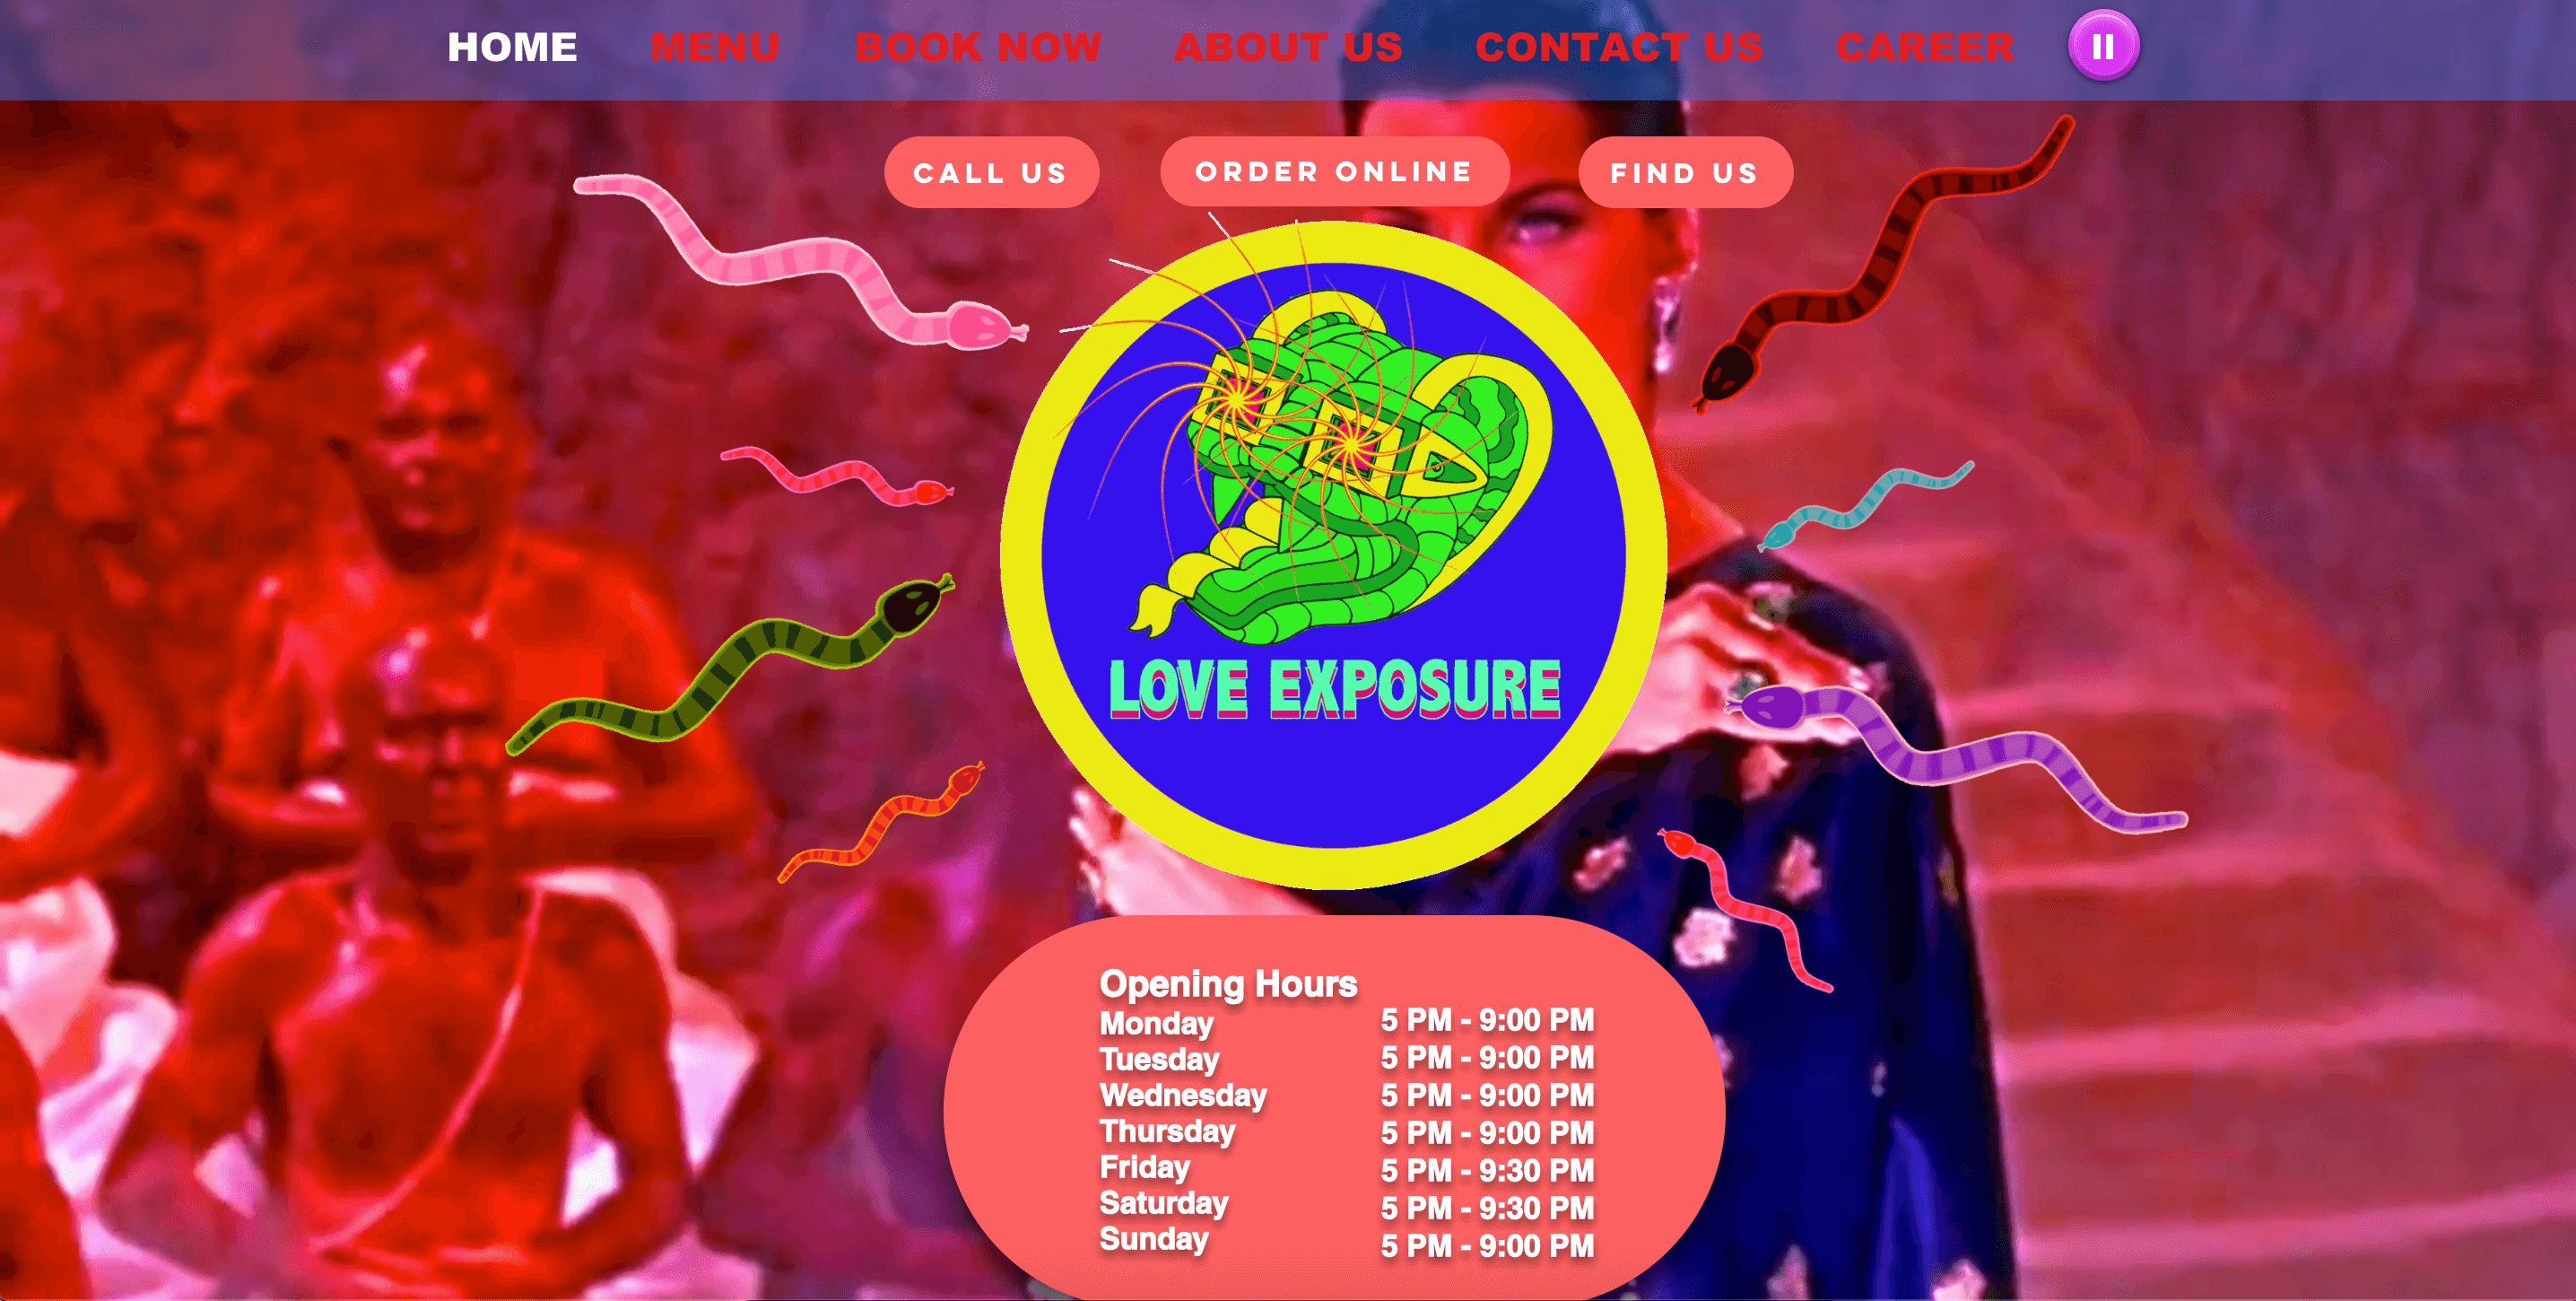 HOME MENU BOOK NOW ABOUT US CONTACT US CAREER
CALL US ORDER ONLINE FIND US
LOVE EXPOSURE
Opening Hours
Monday 5 PM - 9:00 PM
Tuesday 5 PM - 9:00 PM
Wednesday 5 PM - 9:00 PM
Thursday 5 PM - 9:00 PM
Friday 5 PM - 9:30 PM
Saturday 5 PM - 9:30 PM
Sunday 5 PM - 9:00 PM